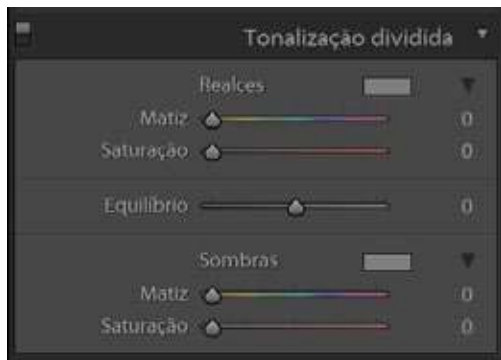 Tonalização dividida
Realces
Matiz 0
Saturação 0
Equilíbrio 0
Sombras
Matiz 0
Saturação 0